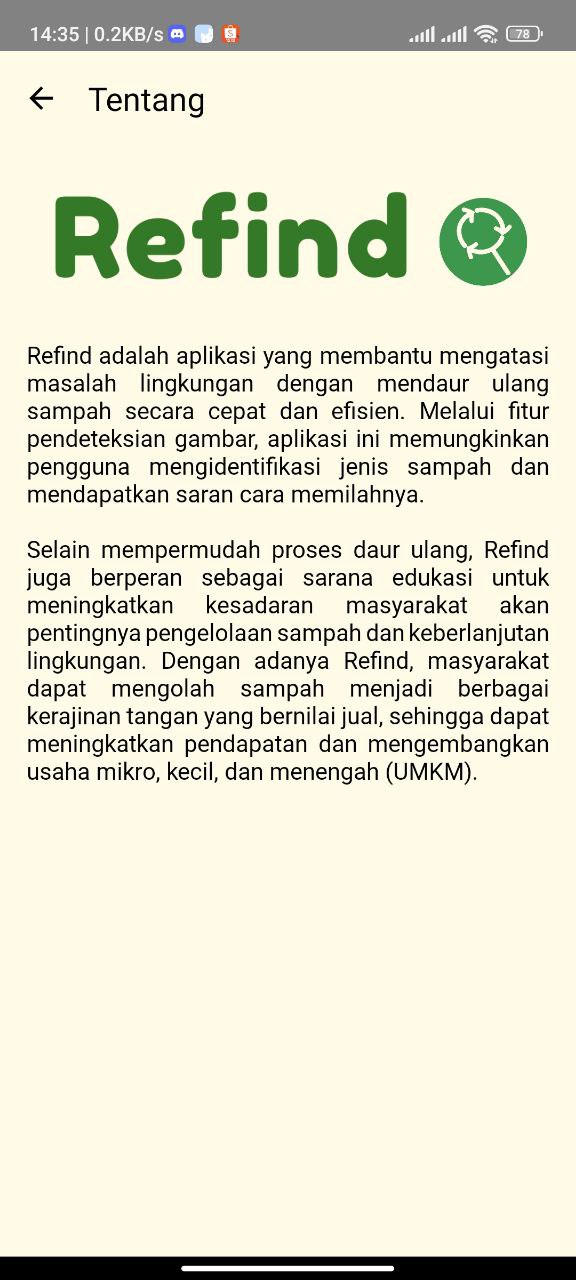 14:35 | 0.2KB/s
78
Tentang
Refind
Refind adalah aplikasi yang membantu mengatasi
masalah lingkungan dengan mendaur ulang
sampah secara cepat dan efisien. Melalui fitur
pendeteksian gambar, aplikasi ini memungkinkan
pengguna mengidentifikasi jenis sampah dan
mendapatkan saran cara memilahnya.
Selain mempermudah proses daur ulang, Refind
juga berperan sebagai sarana edukasi untuk
meningkatkan kesadaran masyarakat akan
pentingnya pengelolaan sampah dan keberlanjutan
lingkungan. Dengan adanya Refind, masyarakat
dapat mengolah sampah menjadi berbagai
kerajinan tangan yang bernilai jual, sehingga dapat
meningkatkan pendapatan dan mengembangkan
usaha mikro, kecil, dan menengah (UMKM).